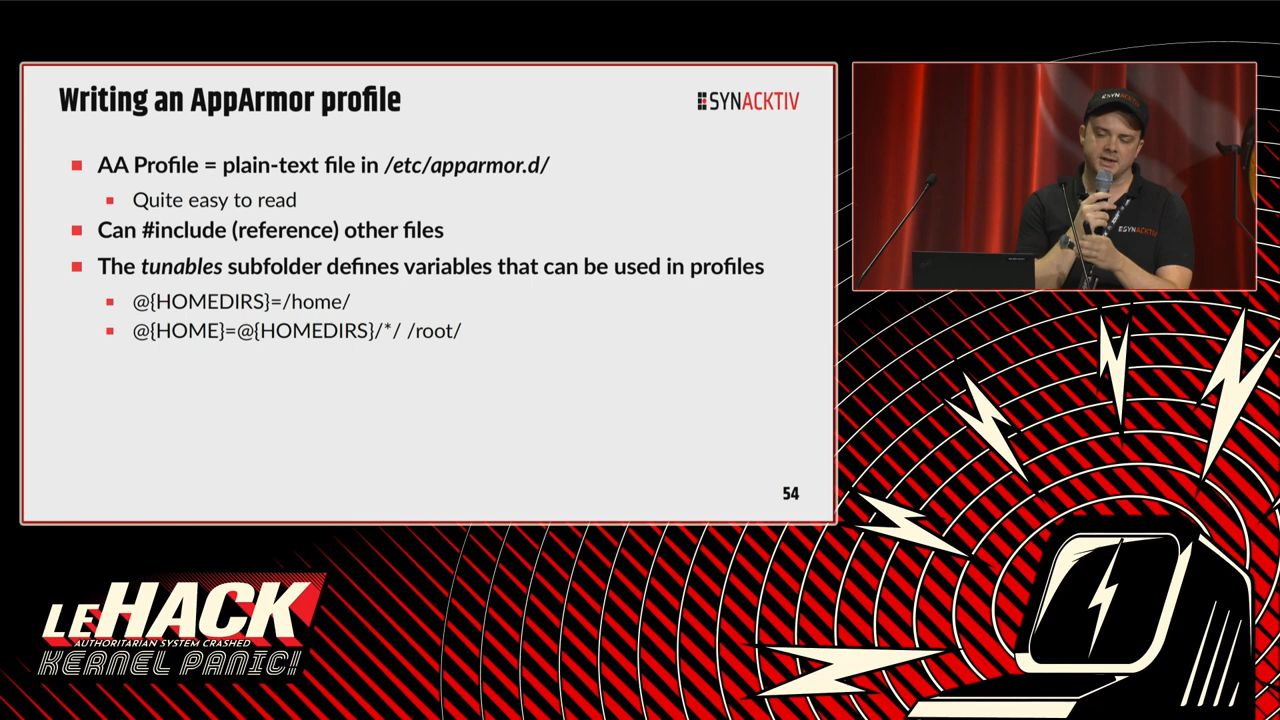 Writing an AppArmor profile
SYNACKTIV
AA Profile = plain-text file in /etc/apparmor.d/
Quite easy to read
Can #include (reference) other files
The tunables subfolder defines variables that can be used in profiles
@{HOMEDIRS}=/home/
@{HOME}=@{HOMEDIRS}/*/ /root/
54
SYNACKTIV
SYNACKTIV
LEHACK
AUTHORITARIAN SYSTEM CRASHED
KERNEL PANIC!